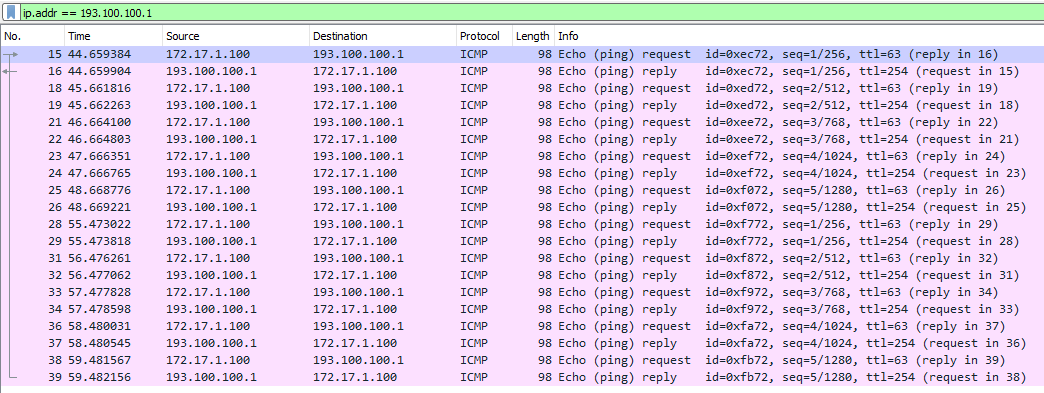 ip.addr == 193.100.100.1
No. Time Source Destination Protocol Length Info
15 44.659384 172.17.1.100 193.100.100.1 ICMP 98 Echo (ping) request id=0xec72, seq=1/256, ttl=63 (reply in 16)
16 44.659904 193.100.100.1 172.17.1.100 ICMP 98 Echo (ping) reply id=0xec72, seq=1/256, ttl=254 (request in 15)
18 45.661816 172.17.1.100 193.100.100.1 ICMP 98 Echo (ping) request id=0xed72, seq=2/512, ttl=63 (reply in 19)
19 45.662263 193.100.100.1 172.17.1.100 ICMP 98 Echo (ping) reply id=0xed72, seq=2/512, ttl=254 (request in 18)
21 46.664100 172.17.1.100 193.100.100.1 ICMP 98 Echo (ping) request id=0xee72, seq=3/768, ttl=63 (reply in 22)
22 46.664803 193.100.100.1 172.17.1.100 ICMP 98 Echo (ping) reply id=0xee72, seq=3/768, ttl=254 (request in 21)
23 47.666351 172.17.1.100 193.100.100.1 ICMP 98 Echo (ping) request id=0xef72, seq=4/1024, ttl=63 (reply in 24)
24 47.666765 193.100.100.1 172.17.1.100 ICMP 98 Echo (ping) reply id=0xef72, seq=4/1024, ttl=254 (request in 23)
25 48.668776 172.17.1.100 193.100.100.1 ICMP 98 Echo (ping) request id=0xf072, seq=5/1280, ttl=63 (reply in 26)
26 48.669221 193.100.100.1 172.17.1.100 ICMP 98 Echo (ping) reply id=0xf072, seq=5/1280, ttl=254 (request in 25)
28 55.473022 172.17.1.100 193.100.100.1 ICMP 98 Echo (ping) request id=0xf772, seq=1/256, ttl=63 (reply in 29)
29 55.473818 193.100.100.1 172.17.1.100 ICMP 98 Echo (ping) reply id=0xf772, seq=1/256, ttl=254 (request in 28)
31 56.476261 172.17.1.100 193.100.100.1 ICMP 98 Echo (ping) request id=0xf872, seq=2/512, ttl=63 (reply in 32)
32 56.477062 193.100.100.1 172.17.1.100 ICMP 98 Echo (ping) reply id=0xf872, seq=2/512, ttl=254 (request in 31)
33 57.477828 172.17.1.100 193.100.100.1 ICMP 98 Echo (ping) request id=0xf972, seq=3/768, ttl=63 (reply in 34)
34 57.478598 193.100.100.1 172.17.1.100 ICMP 98 Echo (ping) reply id=0xf972, seq=3/768, ttl=254 (request in 33)
36 58.480031 172.17.1.100 193.100.100.1 ICMP 98 Echo (ping) request id=0xfa72, seq=4/1024, ttl=63 (reply in 37)
37 58.480545 193.100.100.1 172.17.1.100 ICMP 98 Echo (ping) reply id=0xfa72, seq=4/1024, ttl=254 (request in 36)
38 59.481567 172.17.1.100 193.100.100.1 ICMP 98 Echo (ping) request id=0xfb72, seq=5/1280, ttl=63 (reply in 39)
39 59.482156 193.100.100.1 172.17.1.100 ICMP 98 Echo (ping) reply id=0xfb72, seq=5/1280, ttl=254 (request in 38)